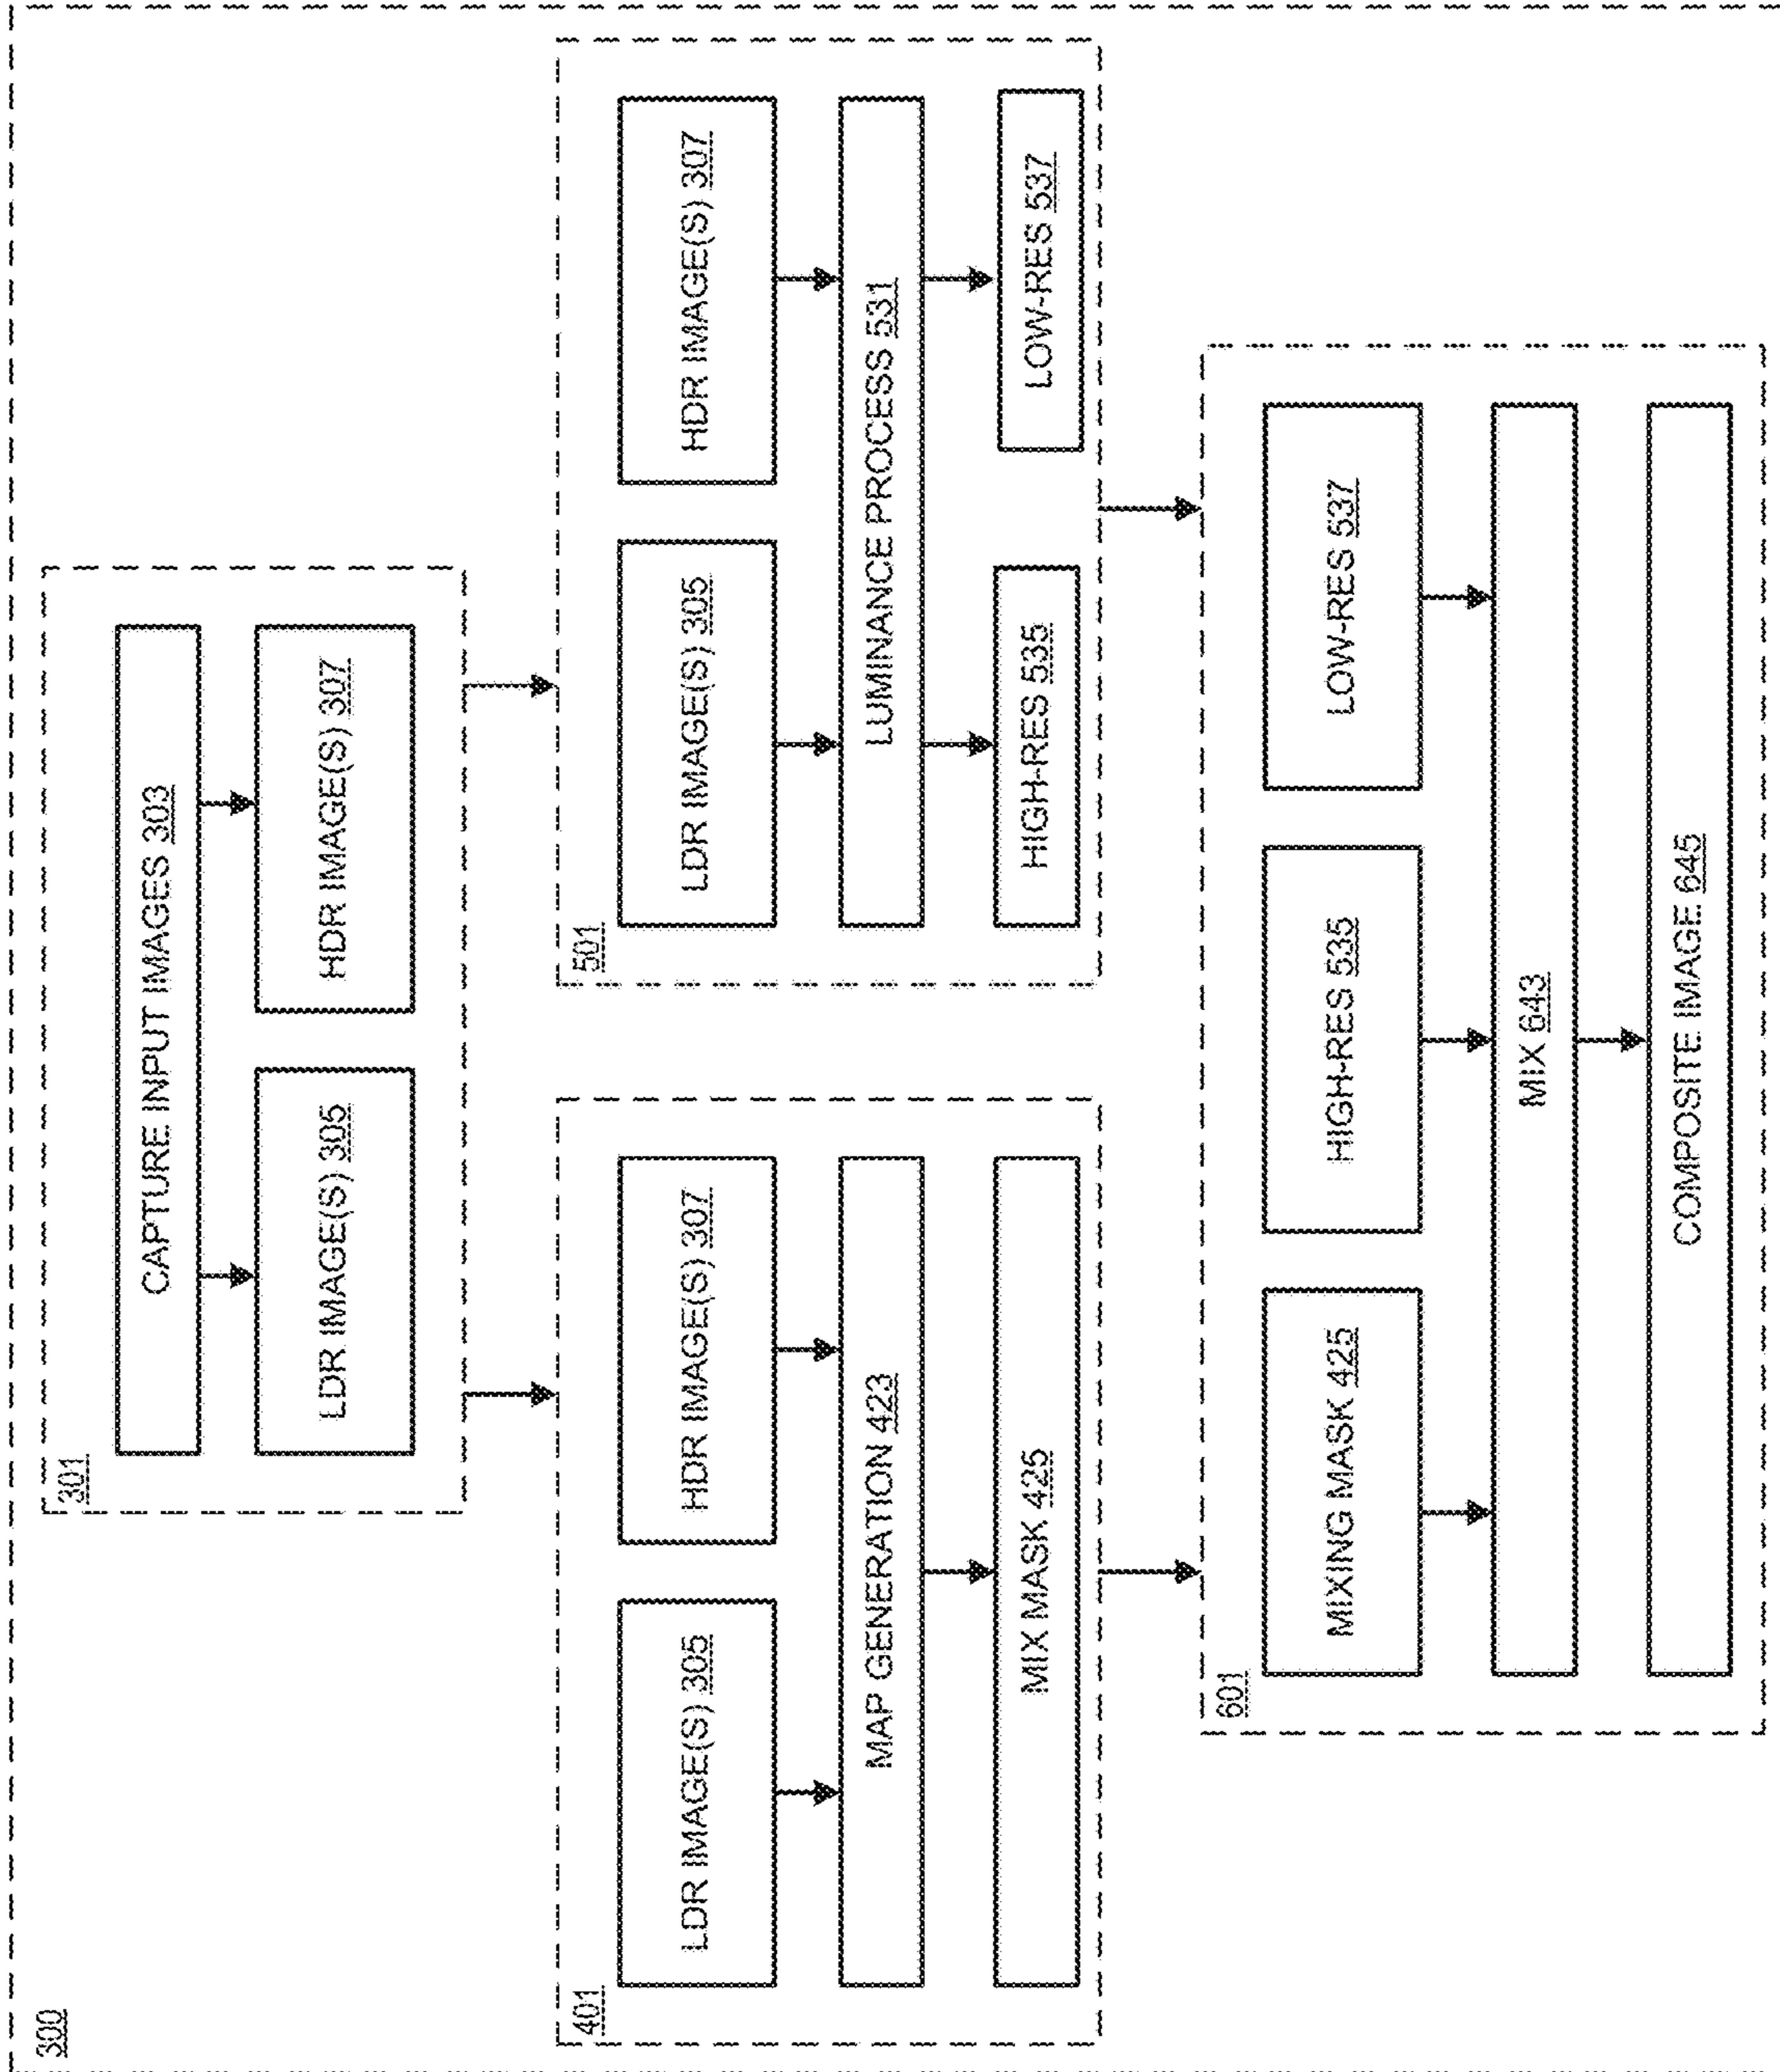 300
301
CAPTURE INPUT IMAGES 303
LDR IMAGE(S) 305
HDR IMAGE(S) 307
401
LDR IMAGE(S) 305
HDR IMAGE(S) 307
MAP GENERATION 423
MIX MASK 425
501
LDR IMAGE(S) 305
HDR IMAGE(S) 307
LUMINANCE PROCESS 531
HIGH-RES 535
LOW-RES 537
601
MIXING MASK 425
HIGH-RES 535
LOW-RES 537
MIX 643
COMPOSITE IMAGE 645